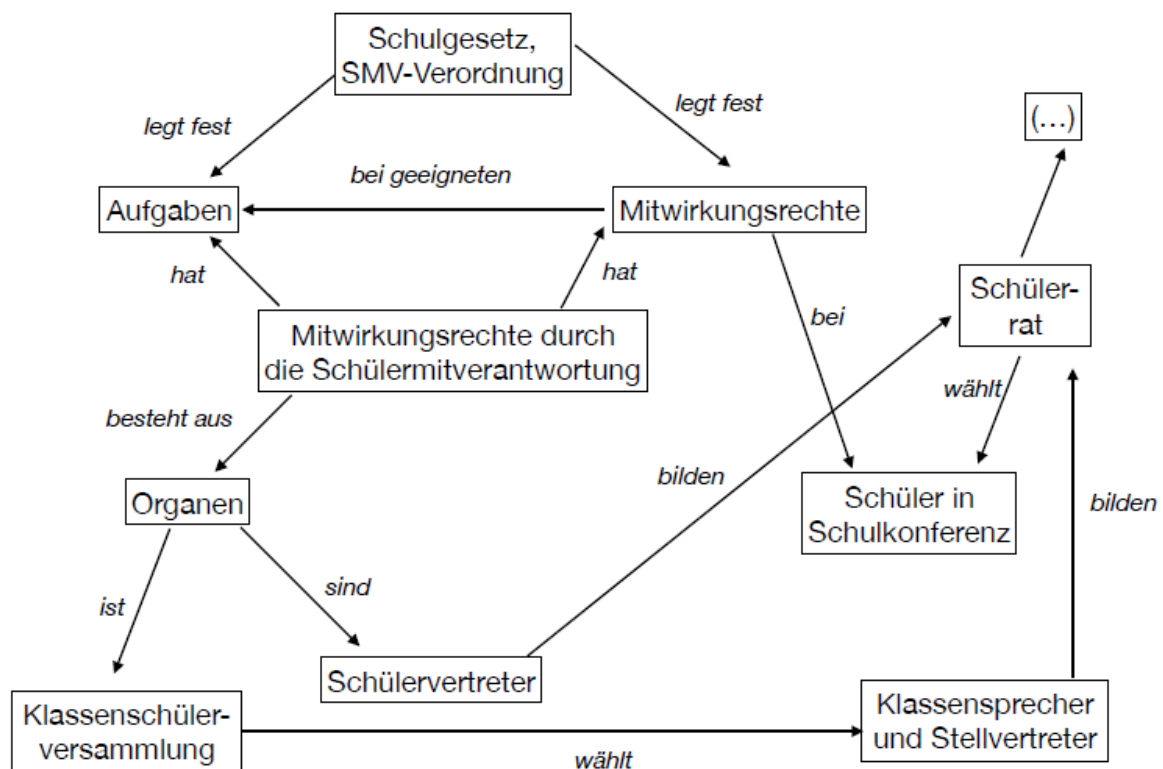 Schulgesetz,
SMV-Verordnung
legt fest
legt fest
(...)
bei geeigneten
Aufgaben
Mitwirkungsrechte
hat
hat
Schüler-
rat
Mitwirkungsrechte durch
die Schülermitverantwortung
bei
besteht aus
wählt
bilden
Organen
Schüler in
Schulkonferenz
bilden
ist
sind
Schülervertreter
Klassenschüler-
versammlung
Klassensprecher
und Stellvertreter
wählt